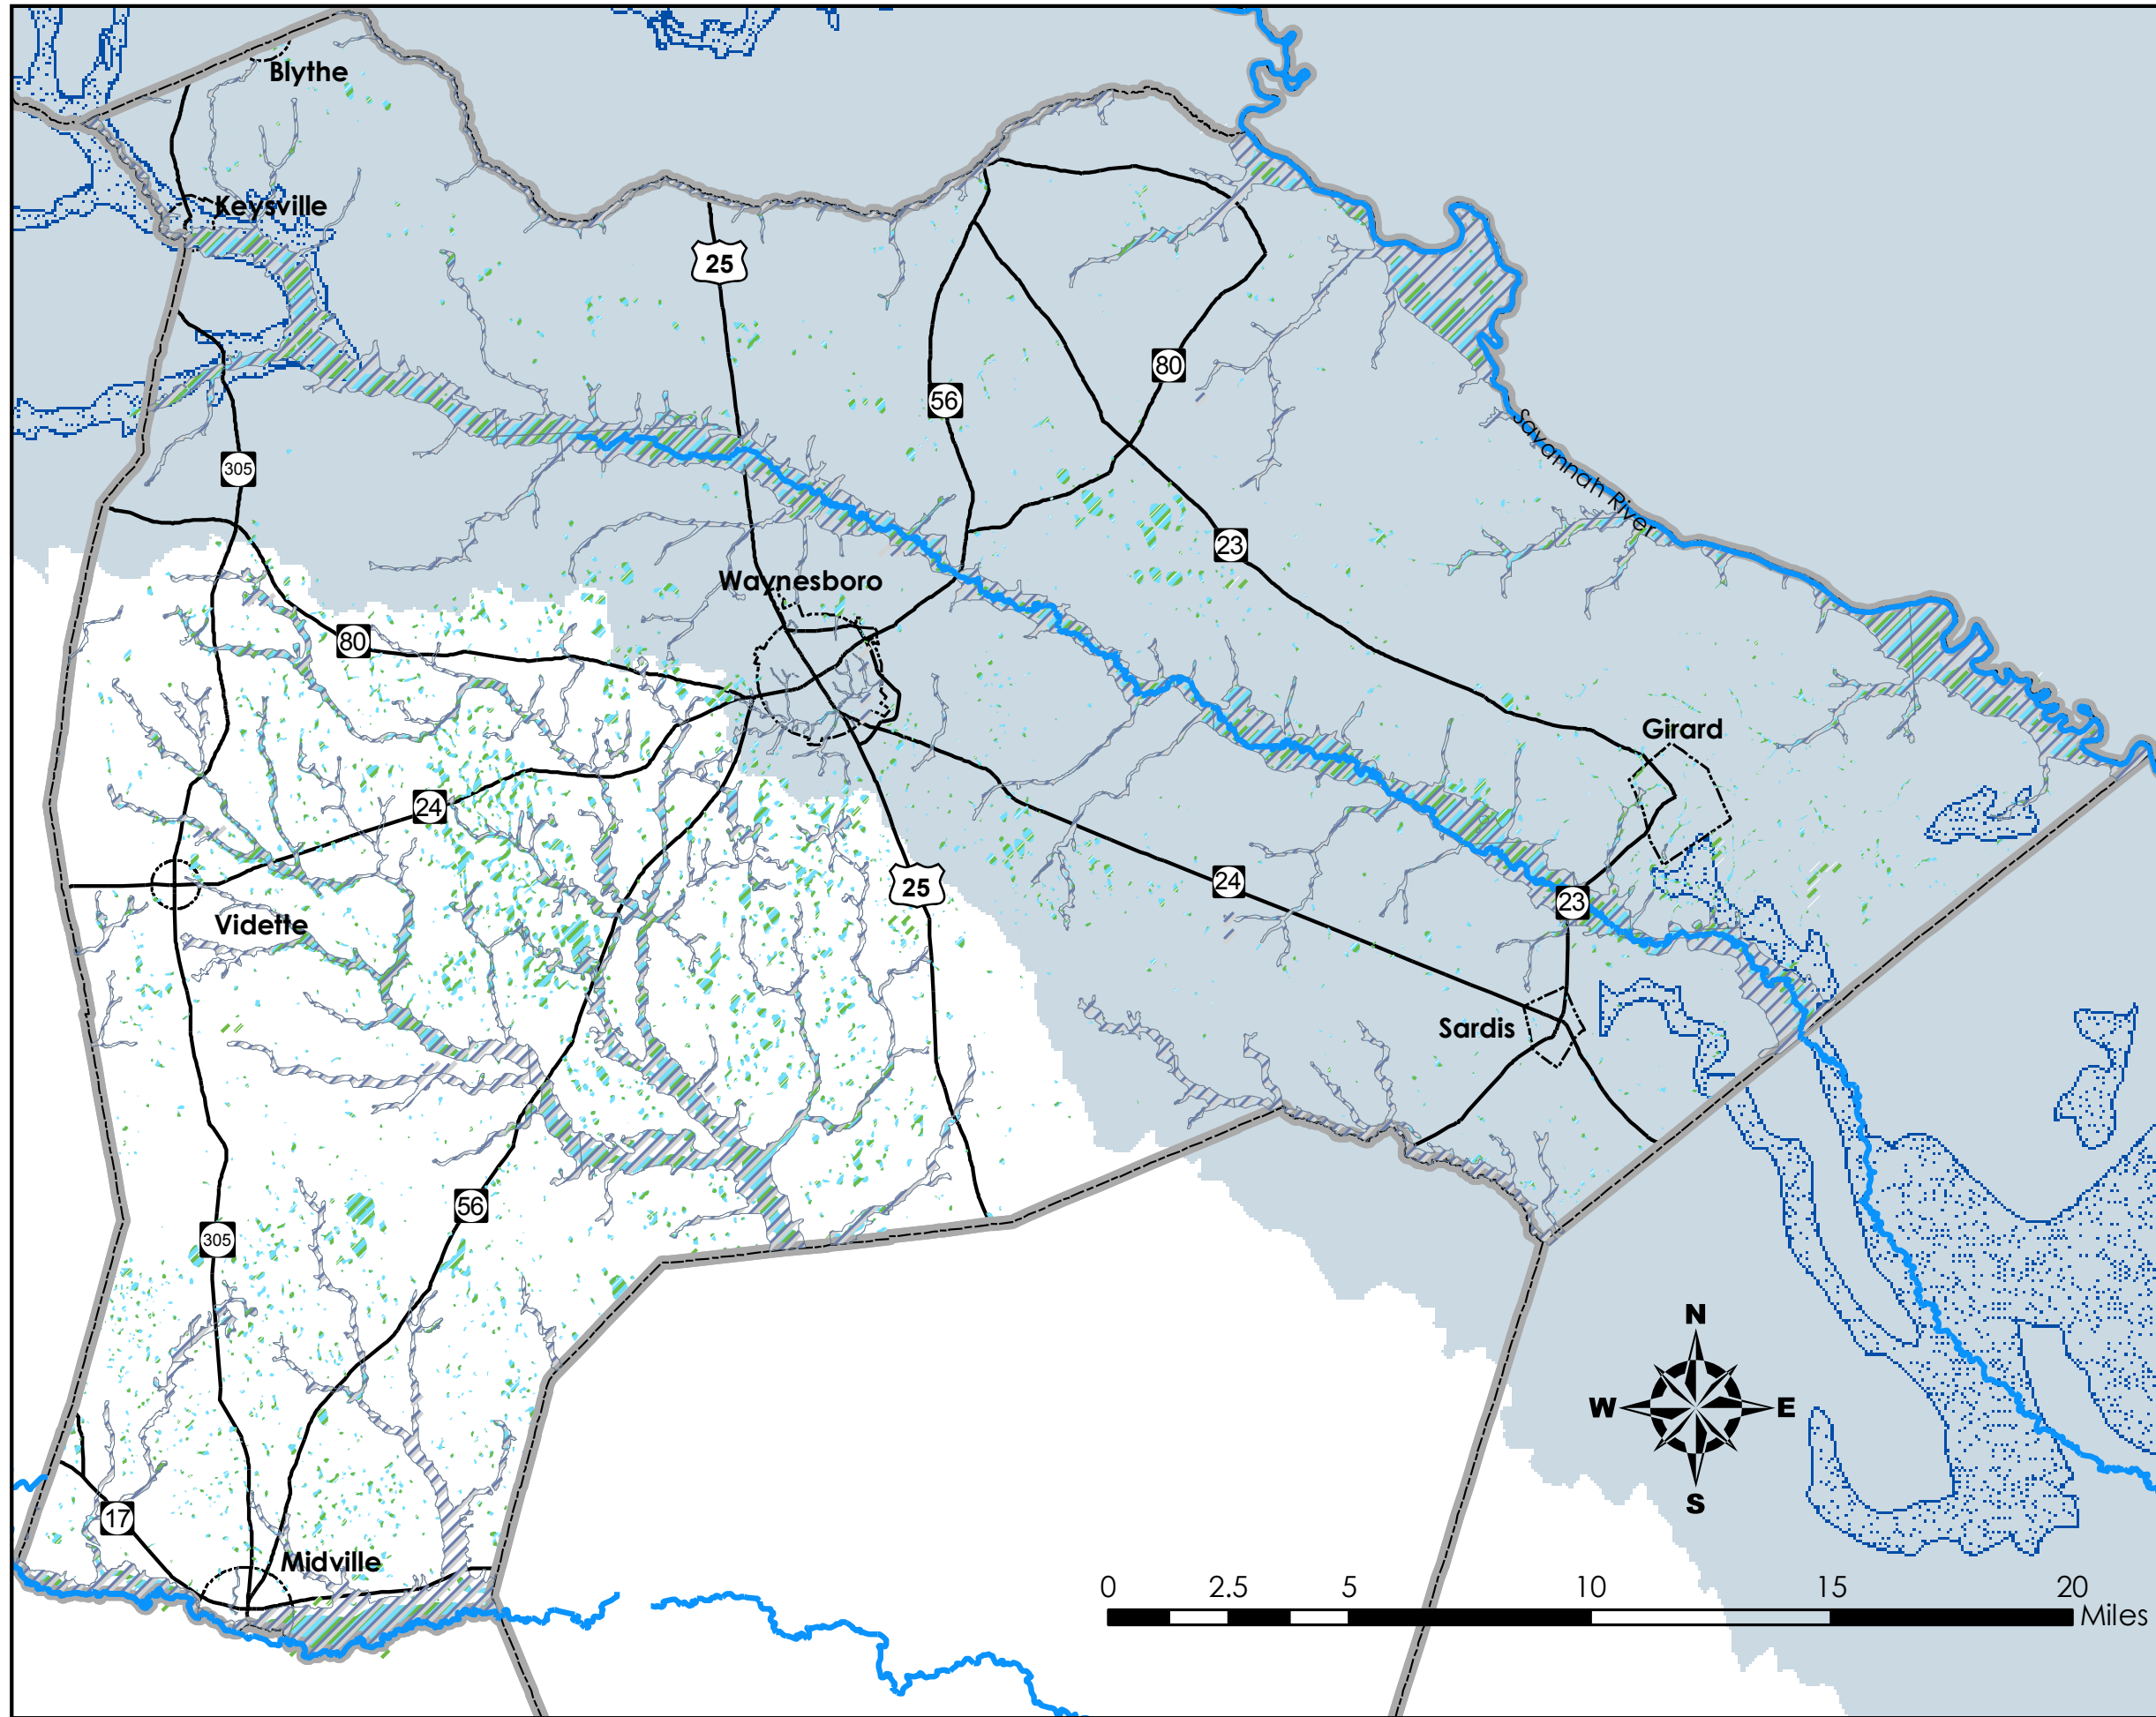 Blythe
Keysville
25
80
56
Savannah River
305
23
Waynesboro
80
Girard
24
25
24
23
Vidette
Sardis
56
305
N
W
E
S
17
Midville
0 2.5 5 10 15 20
Miles